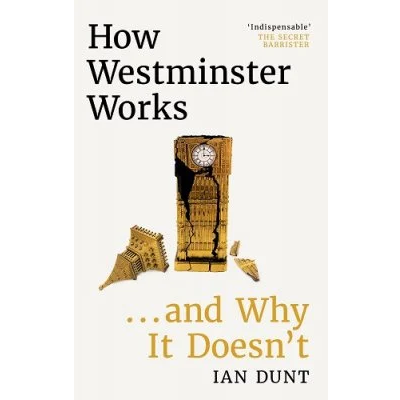 How
Westminster
Works
‘Indispensable’
THE SECRET
BARRISTER
...and Why
It Doesn’t
IAN DUNT